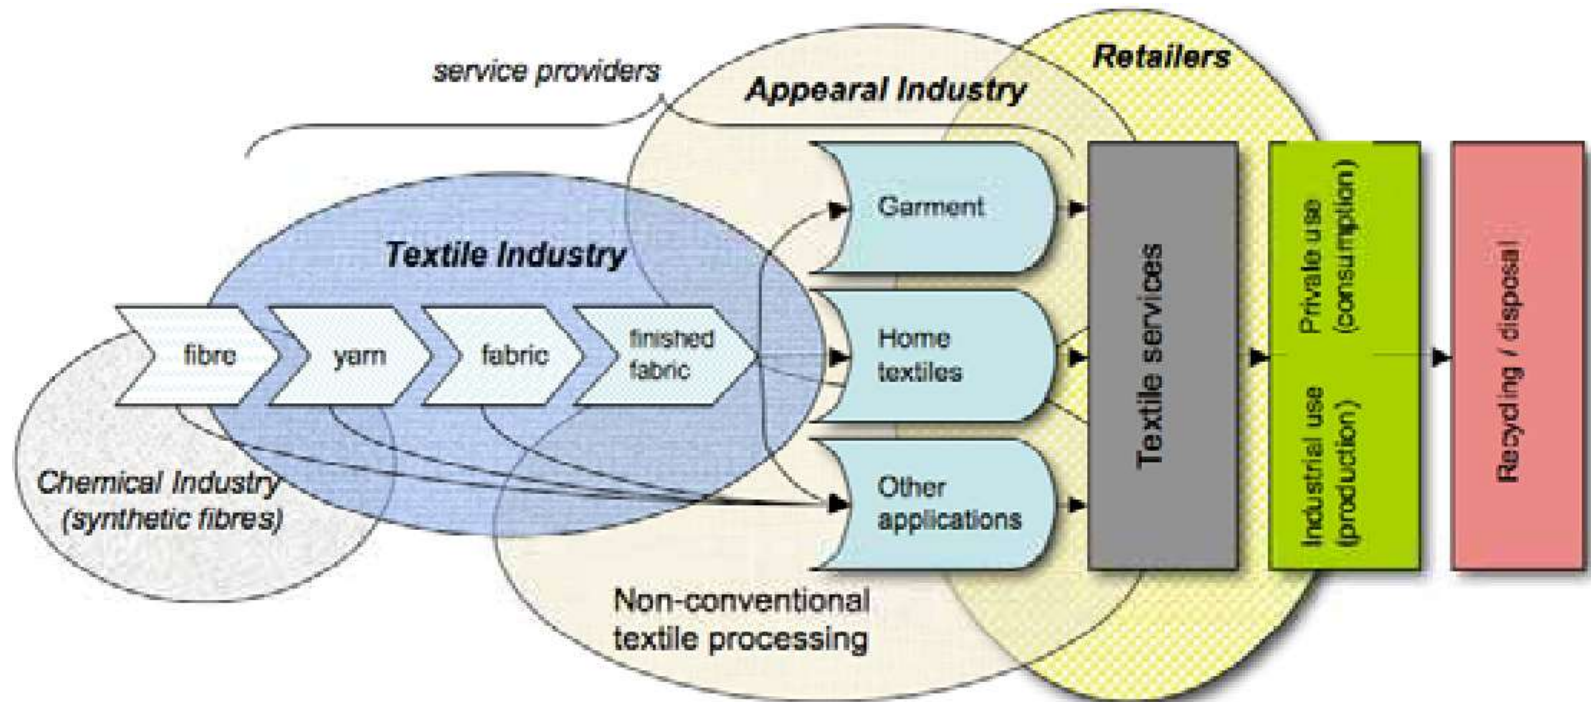 service providers
Appearal Industry
Retailers
Textile Industry
fibre
yarn
fabric
finished
fabric
Chemical Industry
(synthetic fibres)
Garment
Home
textiles
Other
applications
Non-conventional
textile processing
Textile services
Private use
(consumption)
Industrial use
(production)
Recycling / disposal